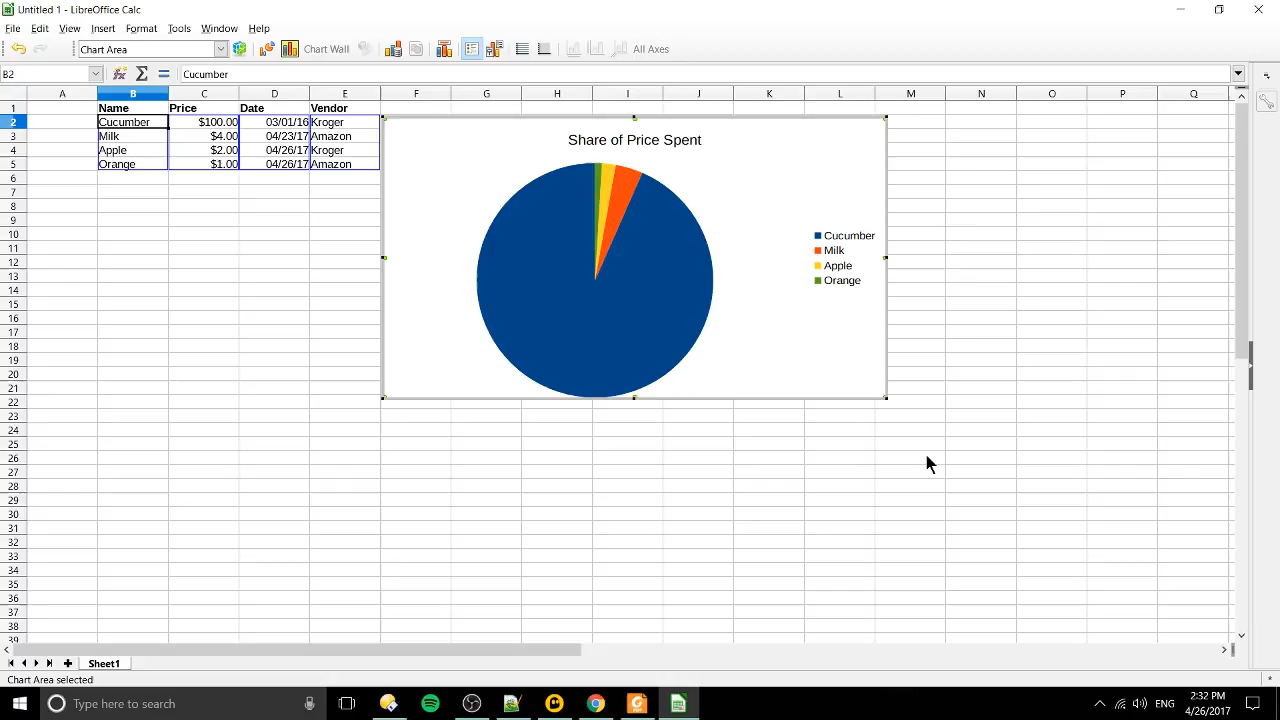 Untitled 1 - LibreOffice Calc
File Edit View Insert Format Tools Window Help
Chart Area Chart Wall All Axes
B2 Cucumber
A B C D E F G H I J K L M N O P Q
1 Name Price Date Vendor
2 Cucumber $100.00 03/01/16 Kroger
3 Milk $4.00 04/23/17 Amazon
4 Apple $2.00 04/26/17 Kroger
5 Orange $1.00 04/26/17 Amazon
Share of Price Spent
Cucumber
Milk
Apple
Orange
6
7
8
9
10
11
12
13
14
15
16
17
18
19
20
21
22
23
24
25
26
27
28
29
30
31
32
33
34
35
36
37
38
39
Sheet1
Chart Area selected
Type here to search
ENG
2:32 PM
4/26/2017